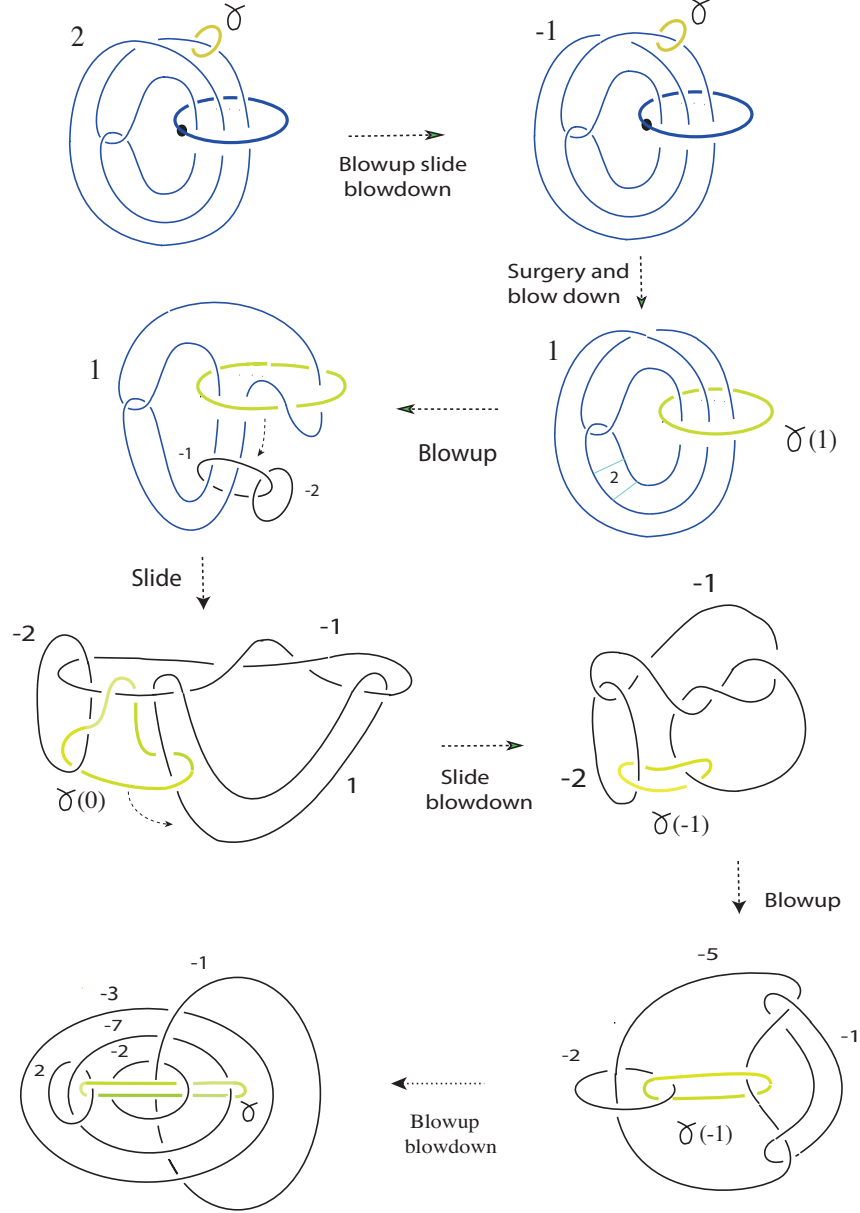 2
ɣ
-1
ɣ
Blowup slide
blowdown
Surgery and
blow down
1
1
2
ɣ(1)
-1
-2
Blowup
Slide
-2
-1
1
ɣ(0)
Slide
blowdown
-1
-2
ɣ(-1)
Blowup
-1
-3
-7
-2
2
ɣ
Blowup
blowdown
-5
-1
-2
ɣ(-1)